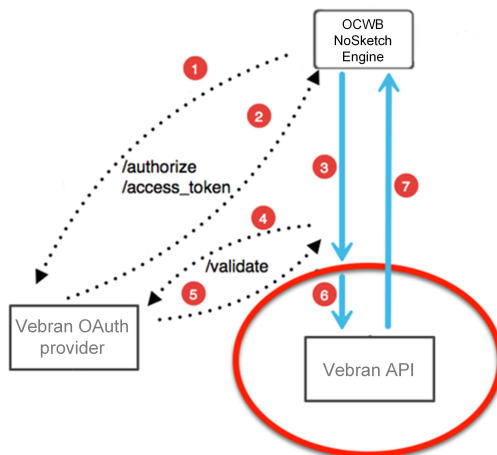 OCWB
NoSketch
Engine
1
2
/authorize
/access_token
3
7
4
/validate
5
6
Vebran OAuth
provider
Vebran API